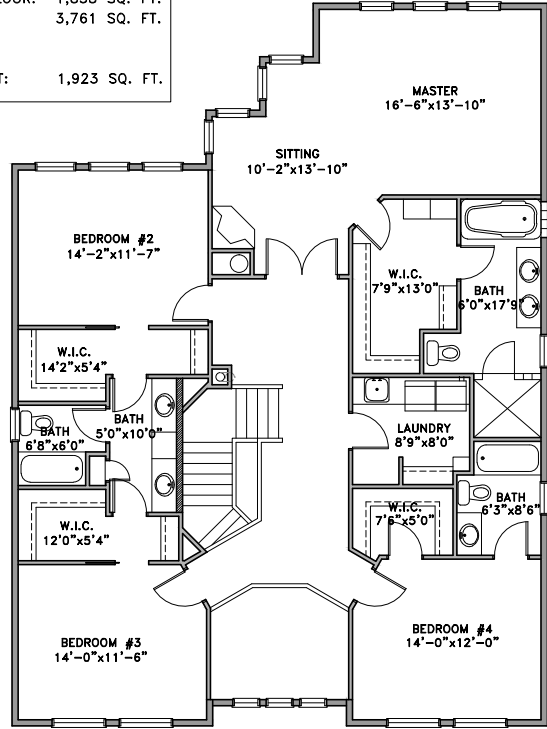 3,761 SQ. FT.
1,923 SQ. FT.
MASTER
16'-6"x13'-10"
SITTING
10'-2"x13'-10"
BEDROOM #2
14'-2"x11'-7"
W.I.C.
7'9"x13'0"
BATH
6'0"x17'9"
W.I.C.
14'2"x5'4"
BATH
6'8"x6'0"
BATH
5'0"x10'0"
LAUNDRY
8'9"x8'0"
W.I.C.
12'0"x5'4"
W.I.C.
7'6"x5'0"
BATH
6'3"x8'6"
BEDROOM #3
14'-0"x11'-6"
BEDROOM #4
14'-0"x12'-0"